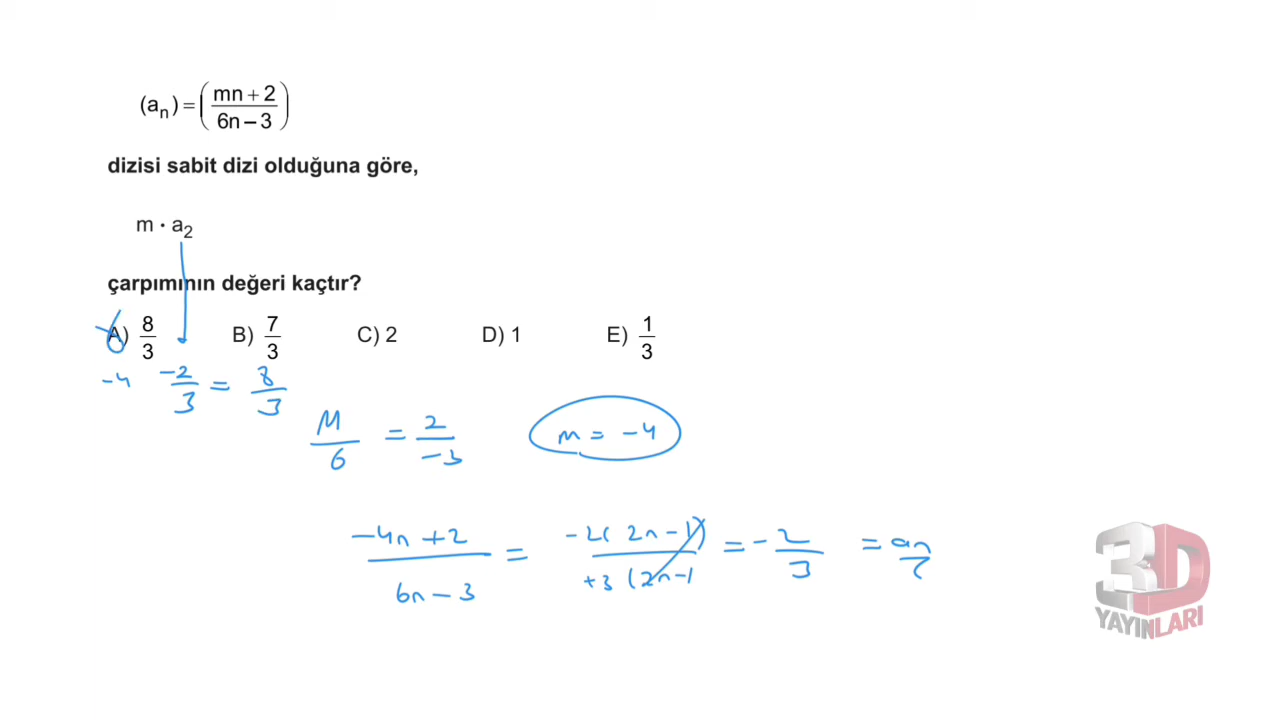 (aₙ) = ( mn + 2 / 6n – 3 )
dizisi sabit dizi olduğuna göre,
m · a₂
çarpımının değeri kaçtır?
A) 8/3 B) 7/3 C) 2 D) 1 E) 1/3
-4 -2/3 = 8/3
M/6 = 2/-3 m = -4
-4n + 2 / 6n - 3 = -2(2n - 1) / +3(2n - 1 = -2/3 = an
3D
YAYINLARI